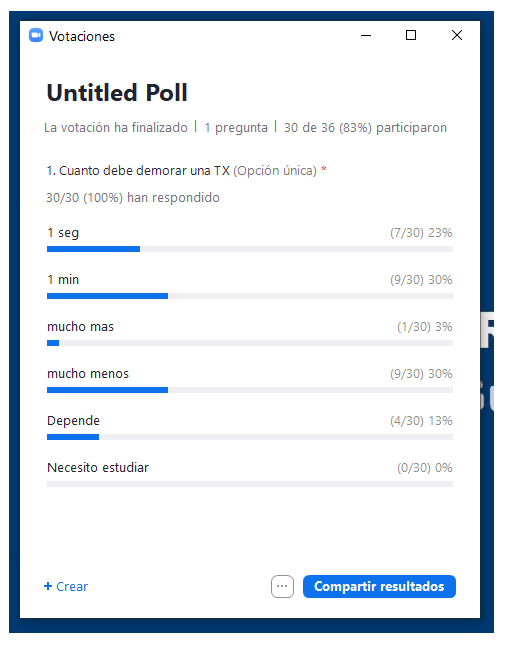 Votaciones
Untitled Poll
La votación ha finalizado | 1 pregunta | 30 de 36 (83%) participaron
1. Cuanto debe demorar una TX (Opción única) *
30/30 (100%) han respondido
1 seg (7/30) 23%
1 min (9/30) 30%
mucho mas (1/30) 3%
mucho menos (9/30) 30%
Depende (4/30) 13%
Necesito estudiar (0/30) 0%
+ Crear ... Compartir resultados